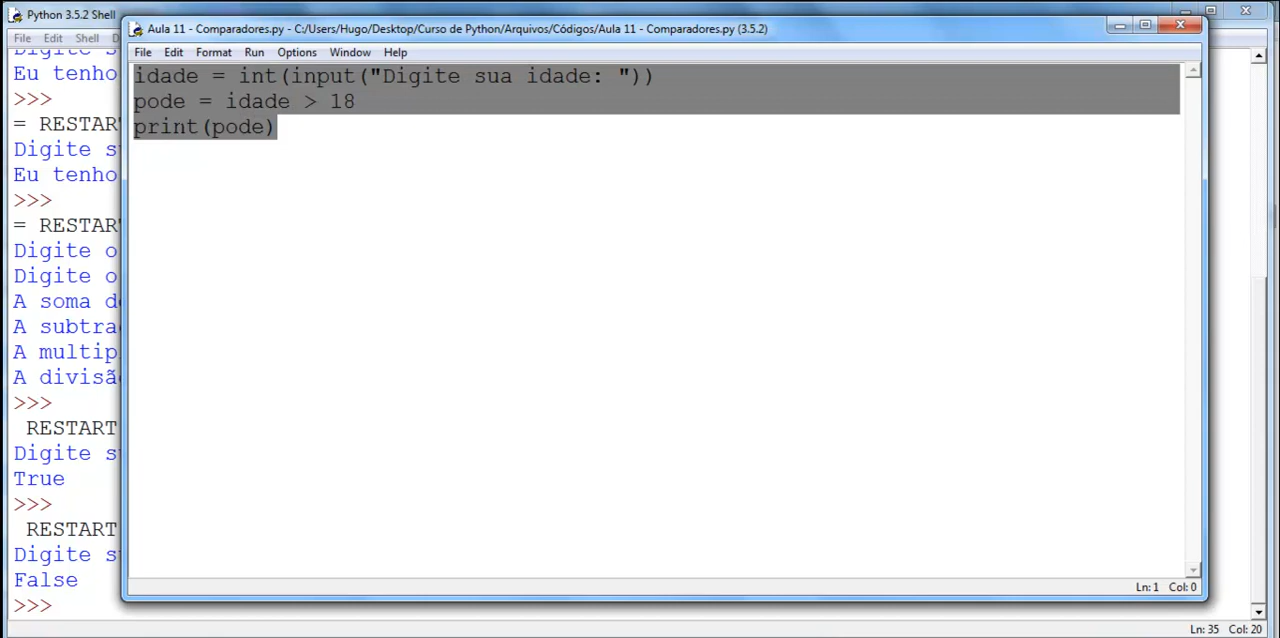 Python 3.5.2 Shell
File Edit Shell D
Digite s
Eu tenho
>>>
= RESTART
Digite s
Eu tenho
>>>
= RESTART
Digite o
Digite o
A soma d
A subtra
A multip
A divisã
>>>
RESTART
Digite s
True
>>>
RESTART
Digite s
False
>>>
Ln: 35 Col: 20
Aula 11 - Comparadores.py - C:/Users/Hugo/Desktop/Curso de Python/Arquivos/Códigos/Aula 11 - Comparadores.py (3.5.2)
File Edit Format Run Options Window Help
idade = int(input("Digite sua idade: "))
pode = idade > 18
print(pode)
Ln: 1 Col: 0